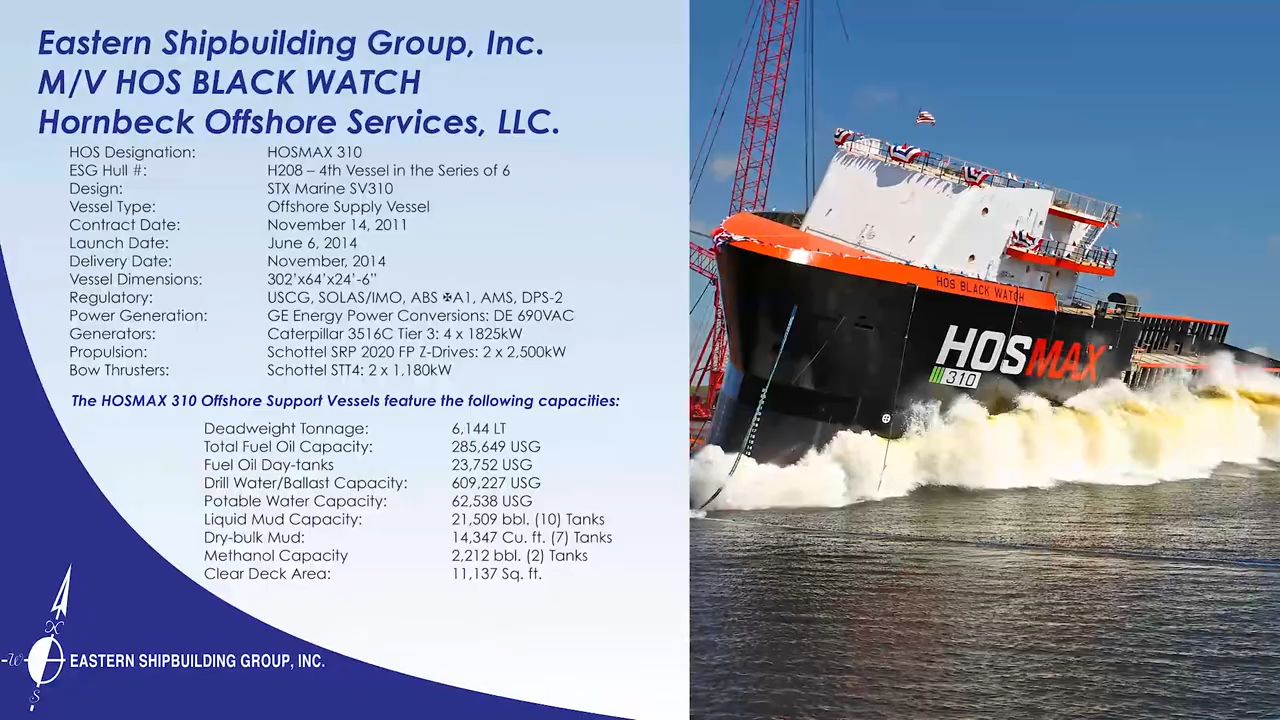 Eastern Shipbuilding Group, Inc.
M/V HOS BLACK WATCH
Hornbeck Offshore Services, LLC.
HOS Designation: HOSMAX 310
ESG Hull #: H208 – 4th Vessel in the Series of 6
Design: STX Marine SV310
Vessel Type: Offshore Supply Vessel
Contract Date: November 14, 2011
Launch Date: June 6, 2014
Delivery Date: November, 2014
Vessel Dimensions: 302'x64'x24'-6"
Regulatory: USCG, SOLAS/IMO, ABS ✠A1, AMS, DPS-2
Power Generation: GE Energy Power Conversions: DE 690VAC
Generators: Caterpillar 3516C Tier 3: 4 x 1825kW
Propulsion: Schottel SRP 2020 FP Z-Drives: 2 x 2,500kW
Bow Thrusters: Schottel STT4: 2 x 1,180kW
The HOSMAX 310 Offshore Support Vessels feature the following capacities:
Deadweight Tonnage: 6,144 LT
Total Fuel Oil Capacity: 285,649 USG
Fuel Oil Day-tanks 23,752 USG
Drill Water/Ballast Capacity: 609,227 USG
Potable Water Capacity: 62,538 USG
Liquid Mud Capacity: 21,509 bbl. (10) Tanks
Dry-bulk Mud: 14,347 Cu. ft. (7) Tanks
Methanol Capacity 2,212 bbl. (2) Tanks
Clear Deck Area: 11,137 Sq. ft.
N
W
S
EASTERN SHIPBUILDING GROUP, INC.
HOS BLACK WATCH
HOSMAX
310